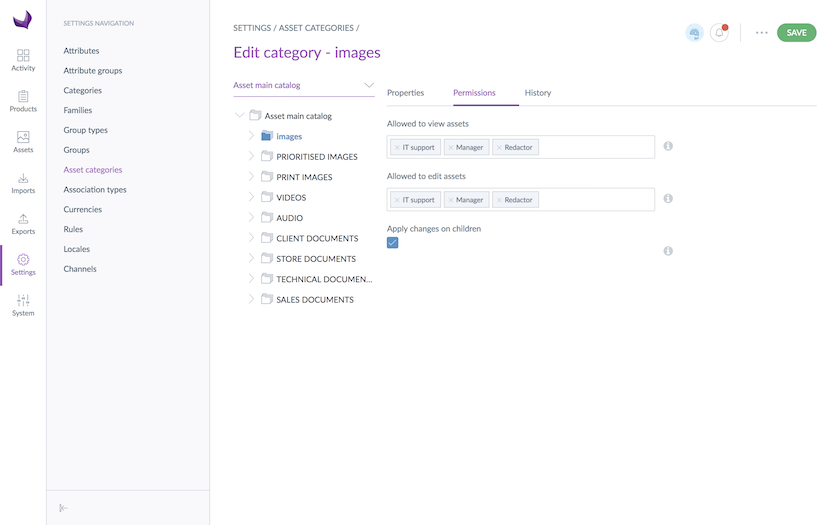 SETTINGS NAVIGATION
Attributes
Attribute groups
Categories
Families
Group types
Groups
Asset categories
Association types
Currencies
Rules
Locales
Channels
Activity
Products
Assets
Imports
Exports
Settings
System
SETTINGS / ASSET CATEGORIES /
SAVE
Edit category - images
Asset main catalog
Asset main catalog
images
PRIORITISED IMAGES
PRINT IMAGES
VIDEOS
AUDIO
CLIENT DOCUMENTS
STORE DOCUMENTS
TECHNICAL DOCUMEN...
SALES DOCUMENTS
Properties Permissions History
Allowed to view assets
× IT support × Manager × Redactor
Allowed to edit assets
× IT support × Manager × Redactor
Apply changes on children